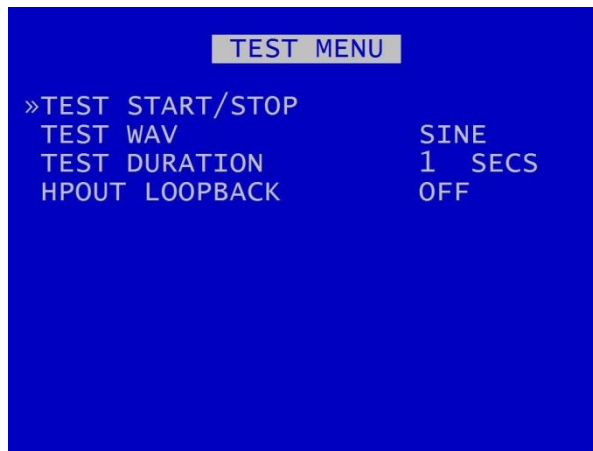 TEST MENU
»TEST START/STOP
TEST WAV SINE
TEST DURATION 1 SECS
HPOUT LOOPBACK OFF